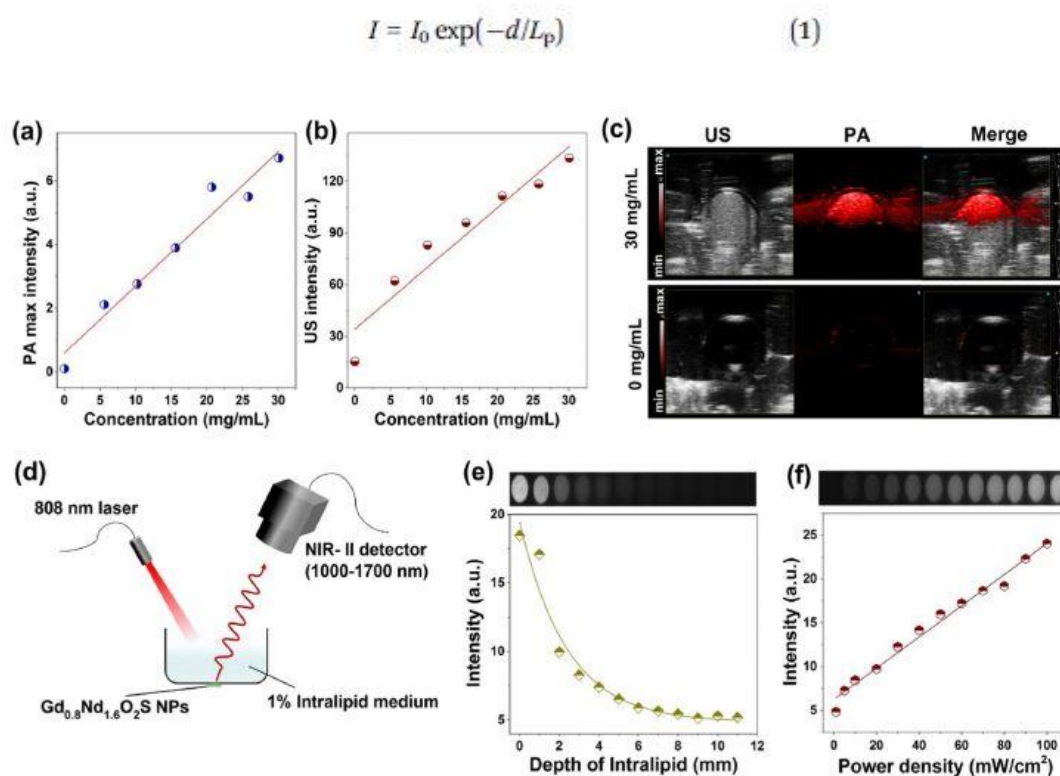 I = I₀ exp(−d/Lₚ) (1)
(a)
PA max intensity (a.u.)
6
4
2
0
0 5 10 15 20 25 30
Concentration (mg/mL)
(b)
US intensity (a.u.)
120
90
60
30
0
0 5 10 15 20 25 30
Concentration (mg/mL)
(c)
US PA Merge
30 mg/mL
max
min
0 mg/mL
max
min
(d)
808 nm laser
NIR- II detector
(1000-1700 nm)
1% Intralipid medium
Gd₀.₈Nd₁.₆O₂S NPs
(e)
Intensity (a.u.)
20
15
10
5
0 2 4 6 8 10 12
Depth of Intralipid (mm)
(f)
Intensity (a.u.)
25
20
15
10
5
0 20 40 60 80 100
Power density (mW/cm²)